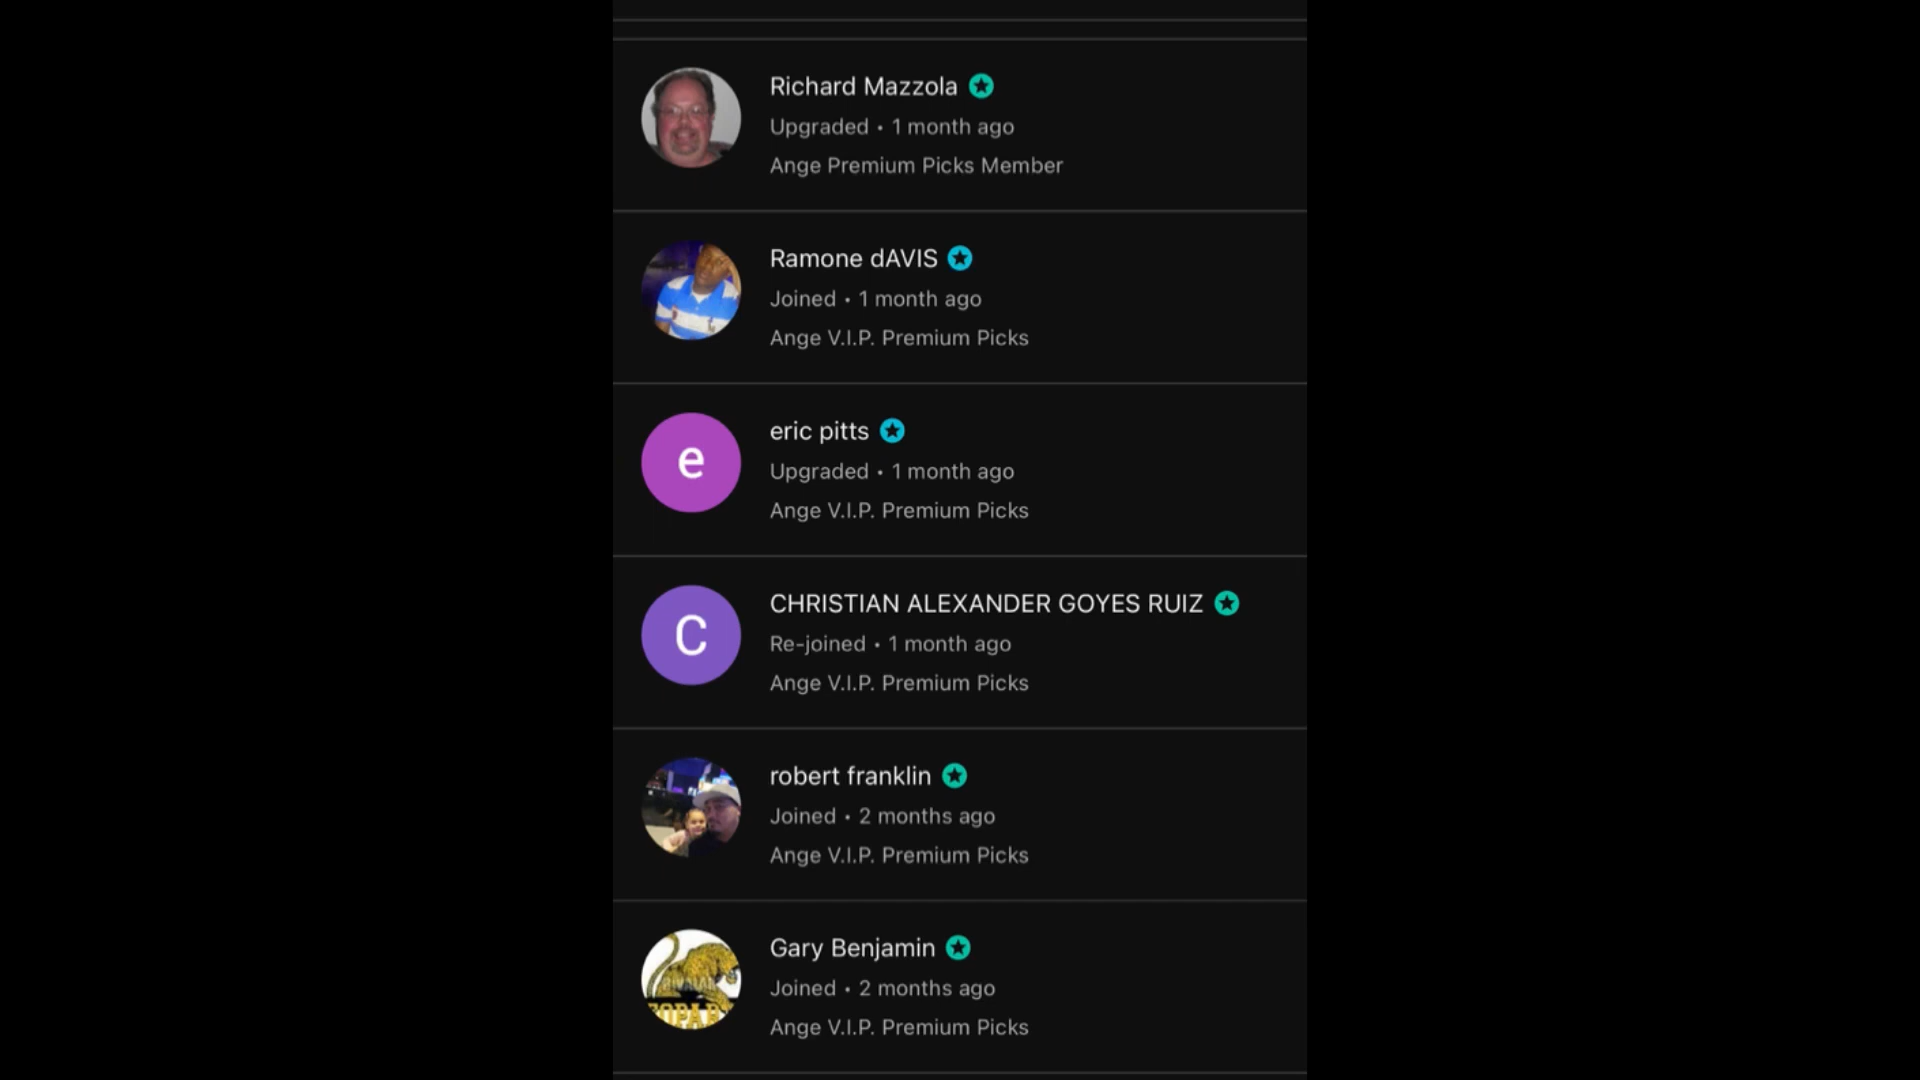 Richard Mazzola
Upgraded • 1 month ago
Ange Premium Picks Member
Ramone dAVIS
Joined • 1 month ago
Ange V.I.P. Premium Picks
e
eric pitts
Upgraded • 1 month ago
Ange V.I.P. Premium Picks
C
CHRISTIAN ALEXANDER GOYES RUIZ
Re-joined • 1 month ago
Ange V.I.P. Premium Picks
robert franklin
Joined • 2 months ago
Ange V.I.P. Premium Picks
Gary Benjamin
Joined • 2 months ago
Ange V.I.P. Premium Picks